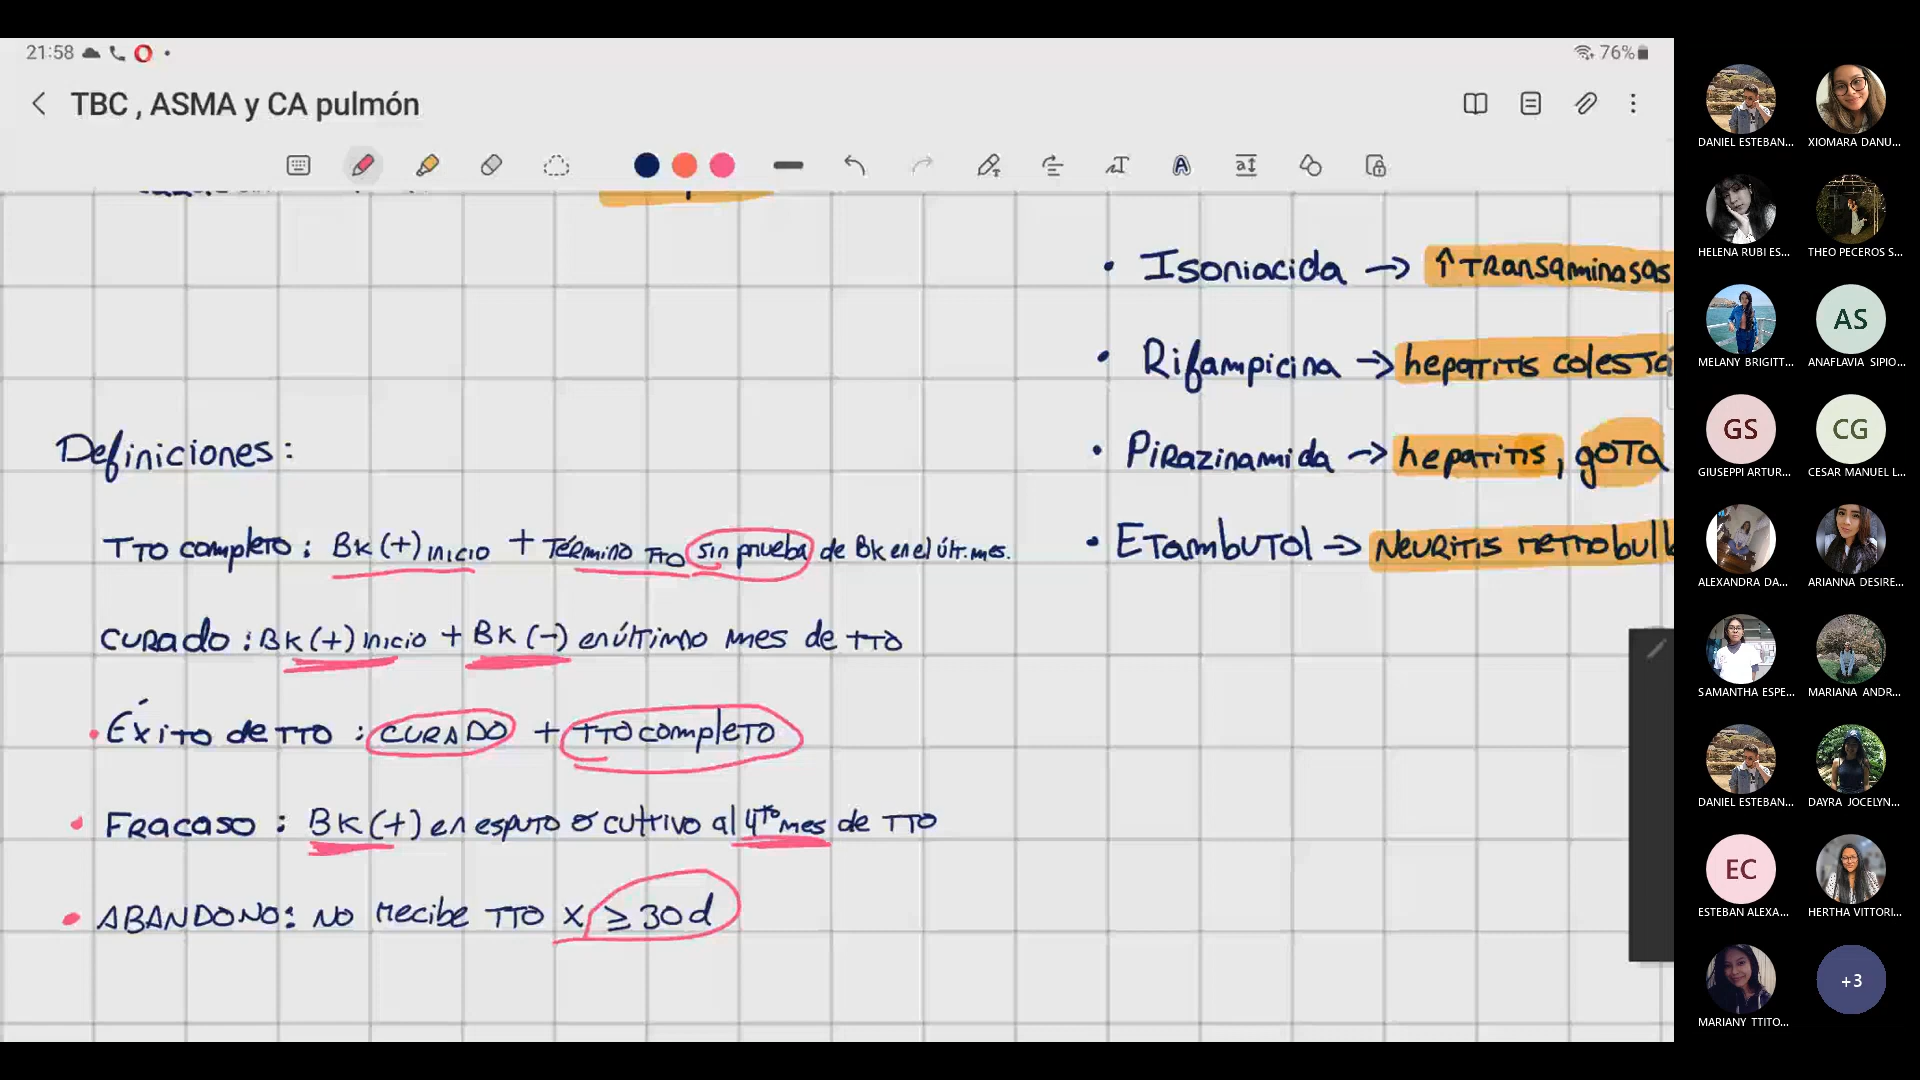 21:58
76%
TBC , ASMA y CA pulmón
• Isoniacida → ↑ Transaminasas
• Rifampicina → hepatitis colestá
• Pirazinamida → hepatitis, gota
• Etambutol → Neuritis retrobulb
Definiciones:
TTO completo: BK (+) inicio + Término TTO sin prueba de BK en el últ. mes.
Curado: BK (+) inicio + BK (-) en último mes de TTO
• Éxito de TTO : CURADO + TTO completo
• Fracaso : BK (+) en esputo o cultivo al 4to mes de TTO
• ABANDONO: NO recibe TTO x ≥ 30 d
DANIEL ESTEBAN...
XIOMARA DANU...
HELENA RUBI ES...
THEO PECEROS S...
MELANY BRIGITT...
AS
ANAFLAVIA SIPIO...
GS
GIUSEPPI ARTUR...
CG
CESAR MANUEL L...
ALEXANDRA DA...
ARIANNA DESIRE...
SAMANTHA ESPE...
MARIANA ANDR...
DANIEL ESTEBAN...
DAYRA JOCELYN...
EC
ESTEBAN ALEXA...
HERTHA VITTORI...
MARIANY TTITO...
+3